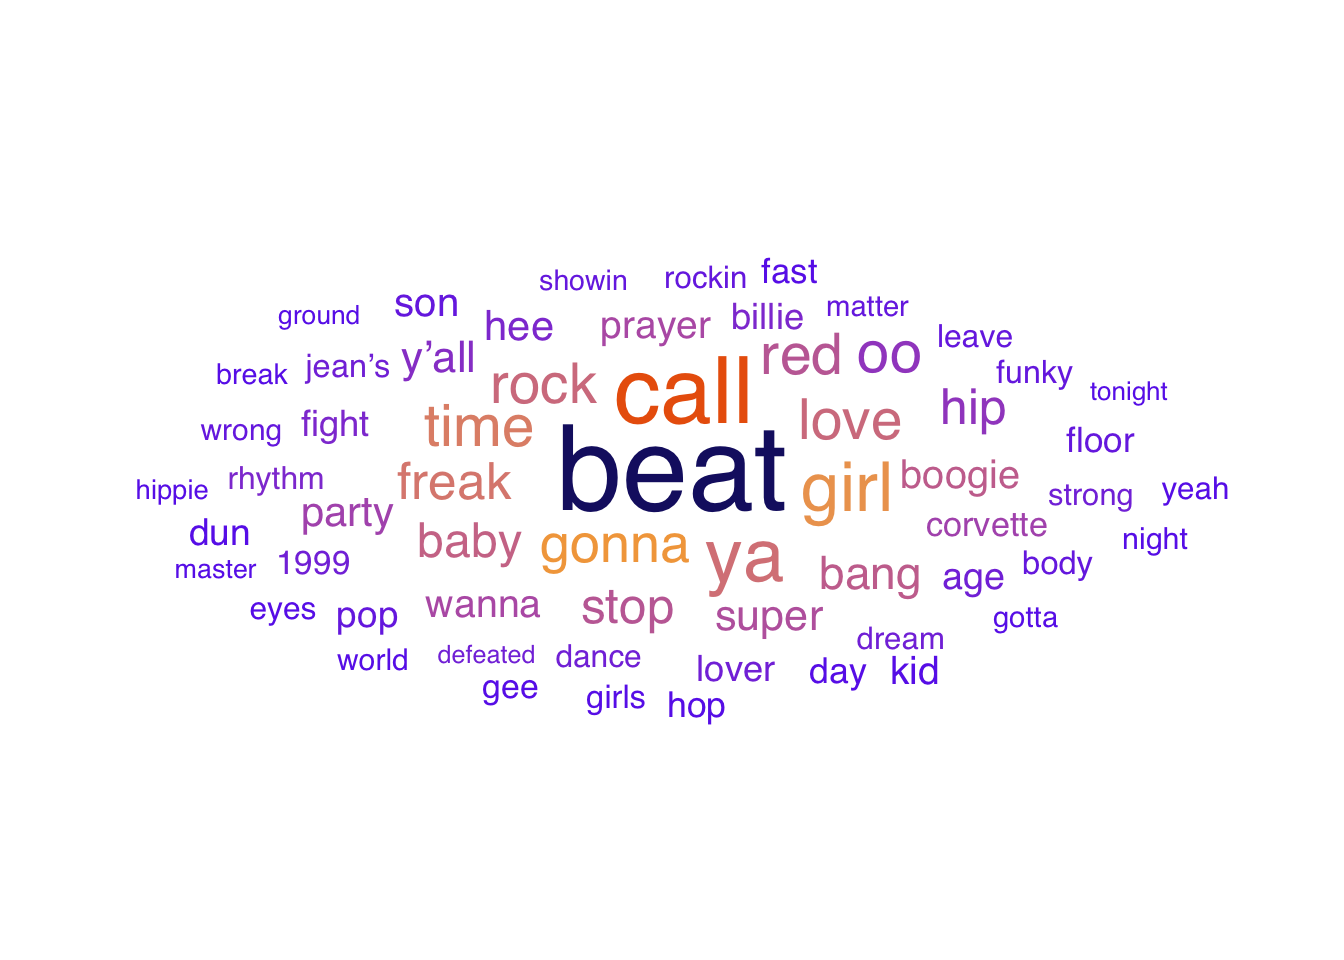 showin rockin fast
ground son hee prayer billie matter
break jean’s y’all rock call red oo leave
funky tonight
wrong fight time beat love hip floor
hippie rhythm freak girl boogie strong yeah
dun party baby gonna ya corvette night
master 1999 bang age body
eyes pop wanna stop super gotta
world defeated dance lover day kid dream
gee girls hop